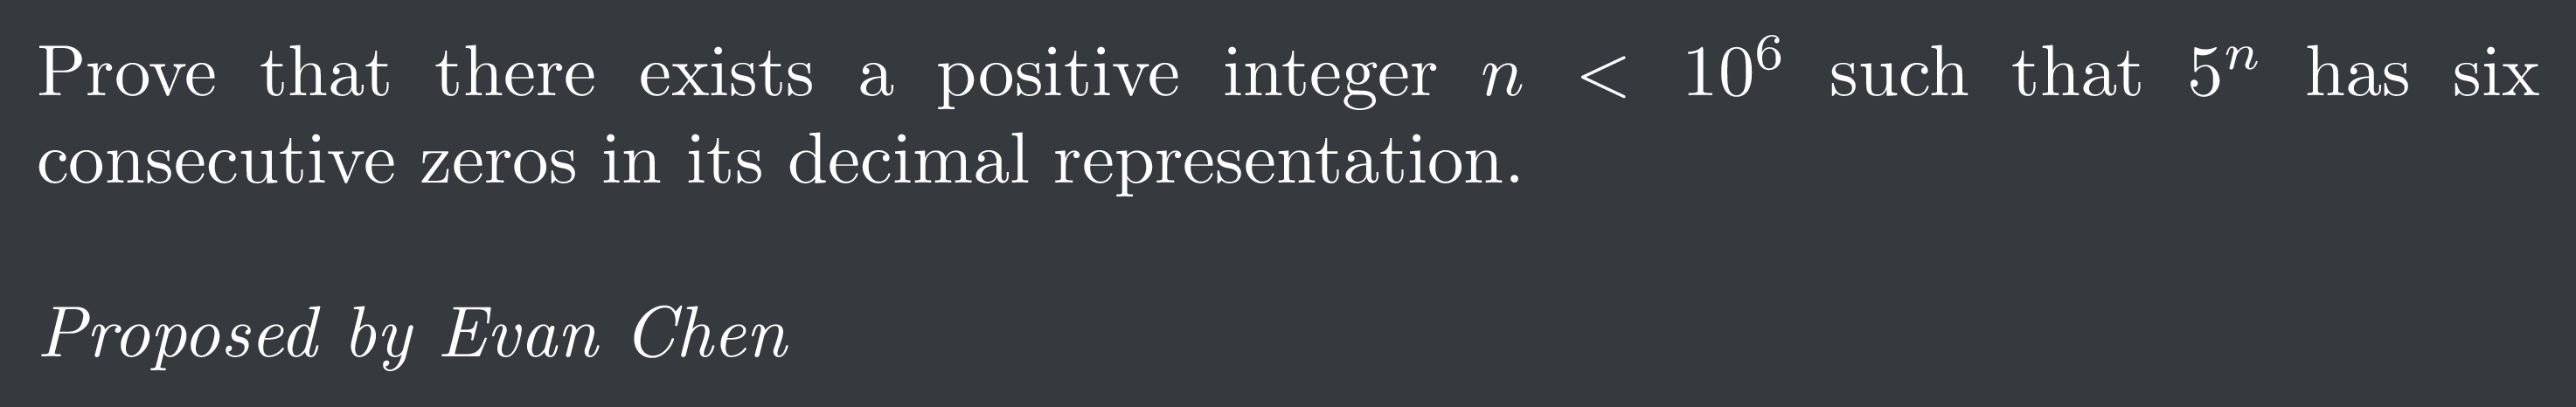 Prove that there exists a positive integer n < 10^6 such that 5^n has six
consecutive zeros in its decimal representation.
Proposed by Evan Chen